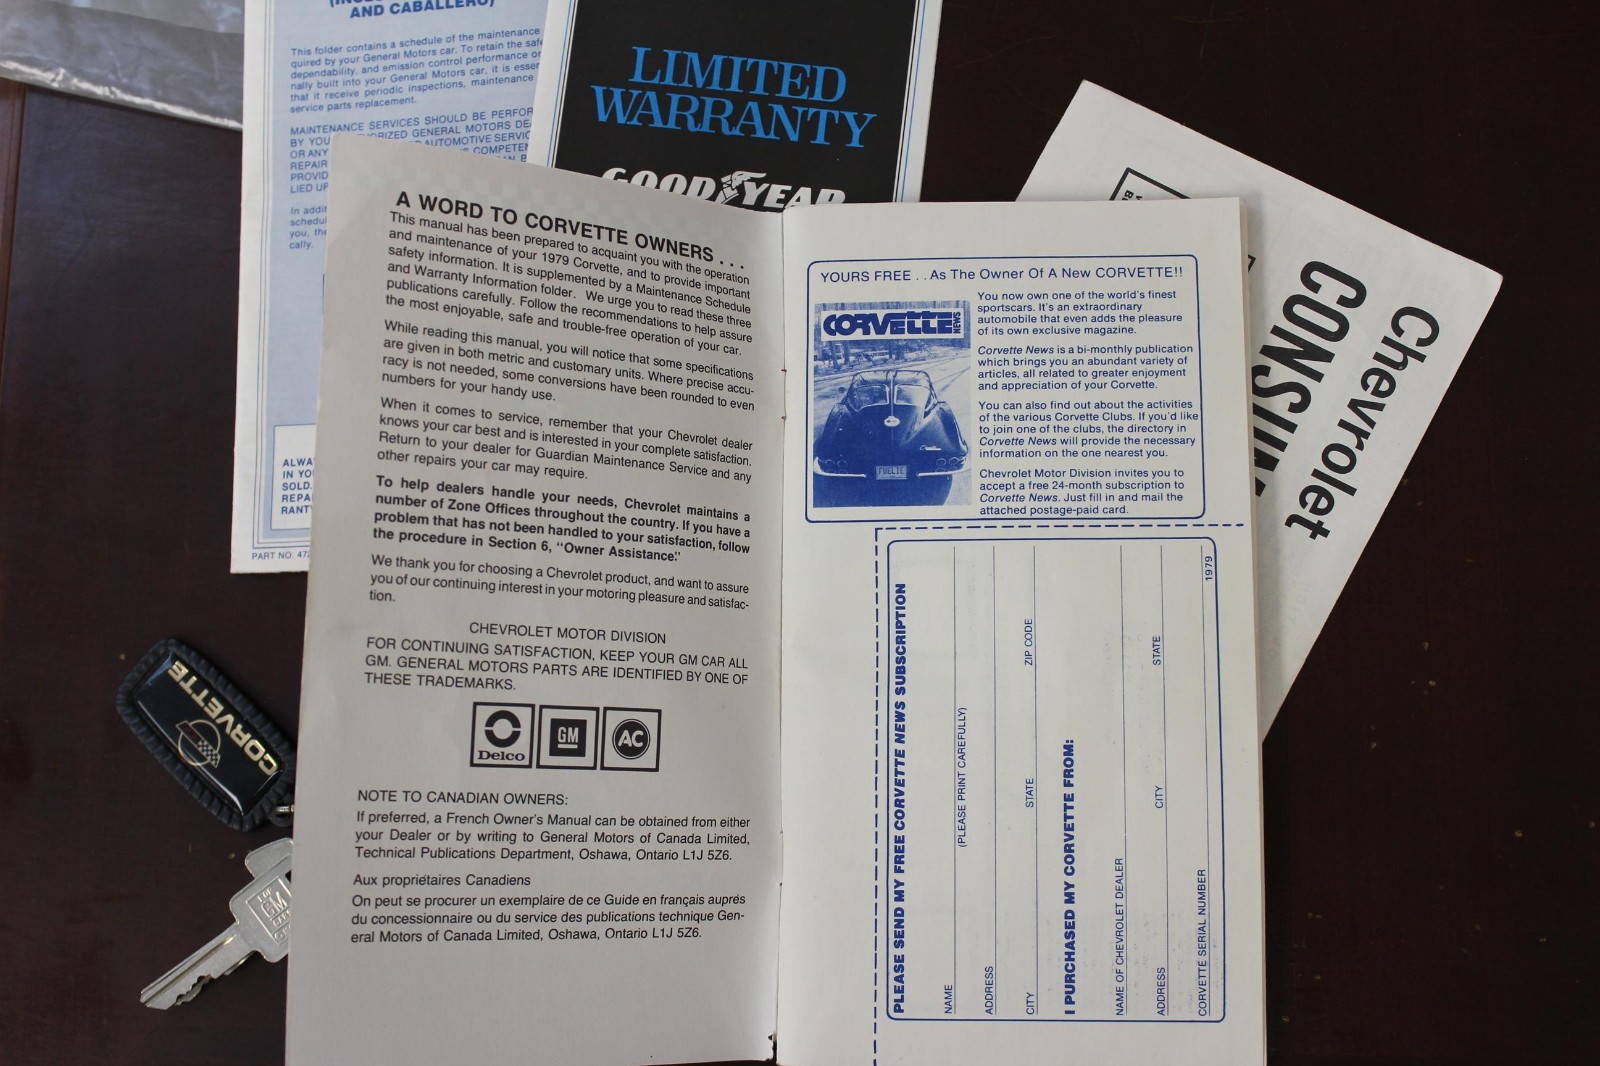 AND CABALLERO)
This folder contains a schedule of the maintenance
quired by your General Motors car. To retain the safe
dependability, and emission control performance or
nally built into your General Motors car, it is essen
that it receive periodic inspections, maintenance
service parts replacement.
MAINTENANCE SERVICES SHOULD BE PERFOR
BY YOU
ORIZED GENERAL MOTORS DE
OR ANY
AUTOMOTIVE SERVIC
REPAIR
COMPETEN
PROVID
LIED UP
In addit
schedul
you, the
cally.
ALWA
IN YO
SOLD.
REPA
RANTY
PART NO. 47
LIMITED
WARRANTY
GOODYEAR
Chevrolet
CONSUM
A WORD TO CORVETTE OWNERS . . .
This manual has been prepared to acquaint you with the operation
and maintenance of your 1979 Corvette, and to provide important
safety information. It is supplemented by a Maintenance Schedule
and Warranty Information folder. We urge you to read these three
publications carefully. Follow the recommendations to help assure
the most enjoyable, safe and trouble-free operation of your car.
While reading this manual, you will notice that some specifications
are given in both metric and customary units. Where precise accu-
racy is not needed, some conversions have been rounded to even
numbers for your handy use.
When it comes to service, remember that your Chevrolet dealer
knows your car best and is interested in your complete satisfaction.
Return to your dealer for Guardian Maintenance Service and any
other repairs your car may require.
To help dealers handle your needs, Chevrolet maintains a
number of Zone Offices throughout the country. If you have a
problem that has not been handled to your satisfaction, follow
the procedure in Section 6, "Owner Assistance."
We thank you for choosing a Chevrolet product, and want to assure
you of our continuing interest in your motoring pleasure and satisfac-
tion.
CHEVROLET MOTOR DIVISION
FOR CONTINUING SATISFACTION, KEEP YOUR GM CAR ALL
GM. GENERAL MOTORS PARTS ARE IDENTIFIED BY ONE OF
THESE TRADEMARKS.
Delco GM AC
NOTE TO CANADIAN OWNERS:
If preferred, a French Owner's Manual can be obtained from either
your Dealer or by writing to General Motors of Canada Limited,
Technical Publications Department, Oshawa, Ontario L1J 5Z6.
Aux propriétaires Canadiens
On peut se procurer un exemplaire de ce Guide en français auprès
du concessionnaire ou du service des publications technique Gen-
eral Motors of Canada Limited, Oshawa, Ontario L1J 5Z6.
YOURS FREE . . As The Owner Of A New CORVETTE!!
CORVETTE NEWS
FUELIE
You now own one of the world's finest
sportscars. It's an extraordinary
automobile that even adds the pleasure
of its own exclusive magazine.
Corvette News is a bi-monthly publication
which brings you an abundant variety of
articles, all related to greater enjoyment
and appreciation of your Corvette.
You can also find out about the activities
of the various Corvette Clubs. If you'd like
to join one of the clubs, the directory in
Corvette News will provide the necessary
information on the one nearest you.
Chevrolet Motor Division invites you to
accept a free 24-month subscription to
Corvette News. Just fill in and mail the
attached postage-paid card.
PLEASE SEND MY FREE CORVETTE NEWS SUBSCRIPTION
NAME (PLEASE PRINT CAREFULLY)
ADDRESS
CITY STATE ZIP CODE
I PURCHASED MY CORVETTE FROM:
NAME OF CHEVROLET DEALER
ADDRESS CITY STATE
CORVETTE SERIAL NUMBER 1979
CORVETTE
GM